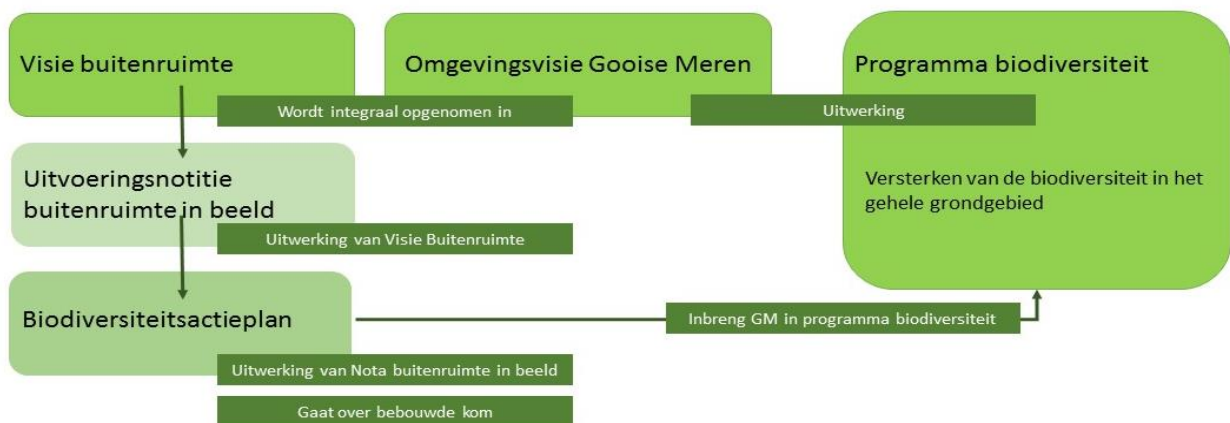 Visie buitenruimte
Omgevingsvisie Gooise Meren
Programma biodiversiteit
Wordt integraal opgenomen in
Uitwerking
Uitvoeringsnotitie
buitenruimte in beeld
Versterken van de biodiversiteit in het
gehele grondgebied
Uitwerking van Visie Buitenruimte
Biodiversiteitsactieplan
Inbreng GM in programma biodiversiteit
Uitwerking van Nota buitenruimte in beeld
Gaat over bebouwde kom